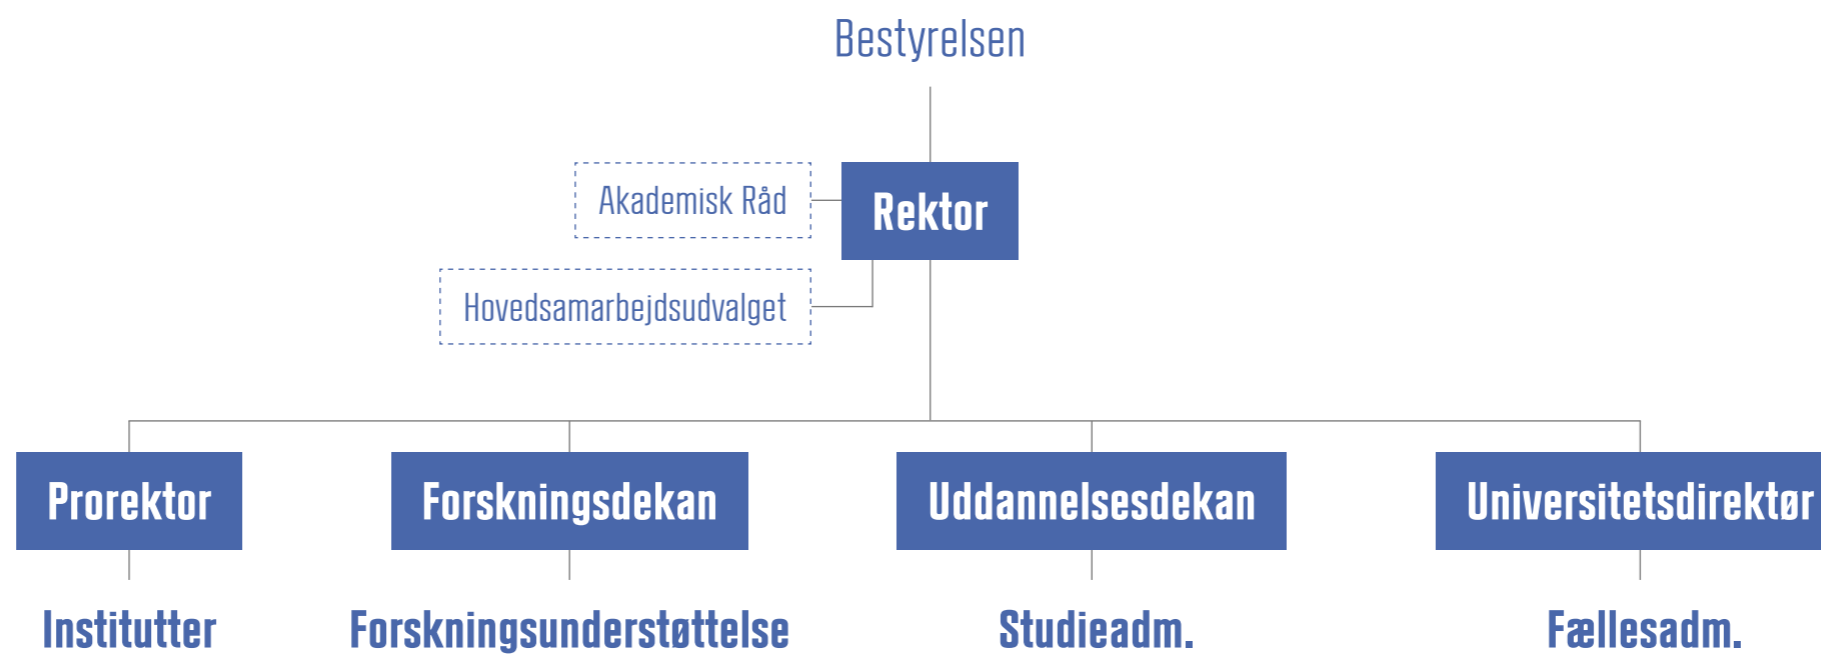 Bestyrelsen
Akademisk Råd
Rektor
Hovedsamarbejdsudvalget
Prorektor
Forskningsdekan
Uddannelsesdekan
Universitetsdirektør
Institutter
Forskningsunderstøttelse
Studieadm.
Fællesadm.